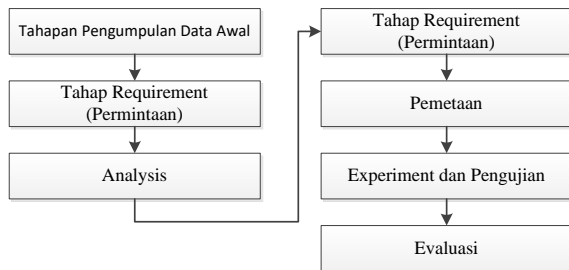 Tahapan Pengumpulan Data Awal
Tahap Requirement
(Permintaan)
Analysis
Tahap Requirement
(Permintaan)
Pemetaan
Experiment dan Pengujian
Evaluasi